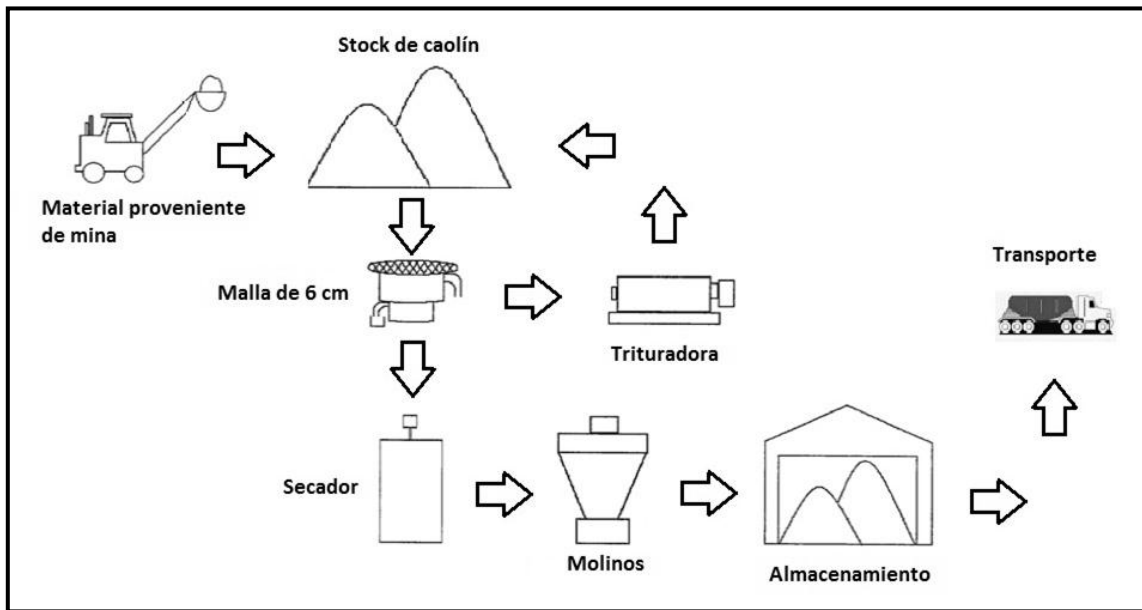 Stock de caolín
Material proveniente
de mina
Malla de 6 cm
Trituradora
Transporte
Secador
Molinos
Almacenamiento